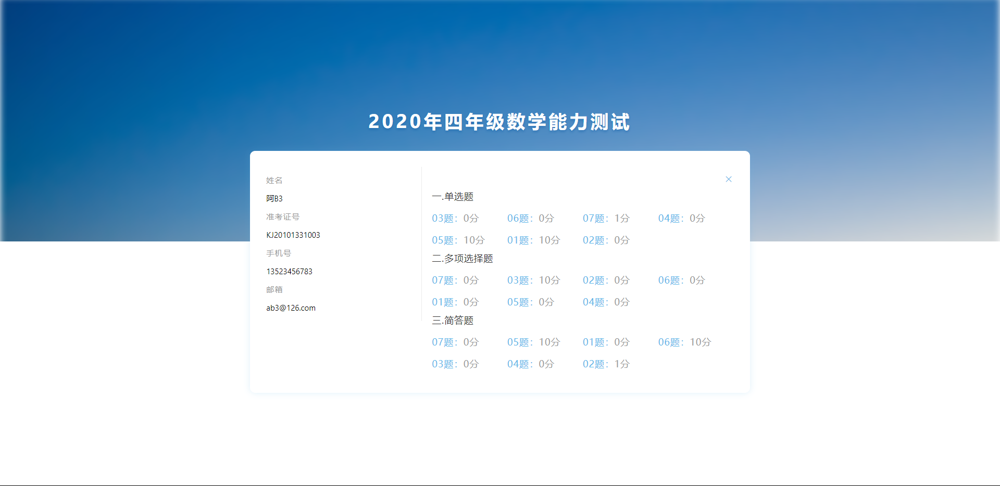 2020年四年级数学能力测试
姓名
阿B3
准考证号
KJ20101331003
手机号
13523456783
邮箱
ab3@126.com
一.单选题
03题：0分 06题：0分 07题：1分 04题：0分
05题：10分 01题：10分 02题：0分
二.多项选择题
07题：0分 03题：10分 02题：0分 06题：0分
01题：0分 05题：0分 04题：0分
三.简答题
07题：0分 05题：10分 01题：0分 06题：10分
03题：0分 04题：0分 02题：1分